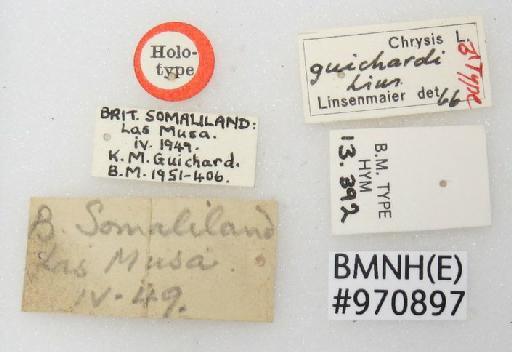 Holo-
type
Chrysis L.
guichardi
Lins.
Linsenmaier det. 66
Type
BRIT. SOMALILAND:
Las Musa.
iv. 1949.
K.M. Guichard.
B.M. 1951-406.
B.M. TYPE
HYM
13.392
B. Somaliland
Las Musa.
IV-49.
BMNH(E)
#970897